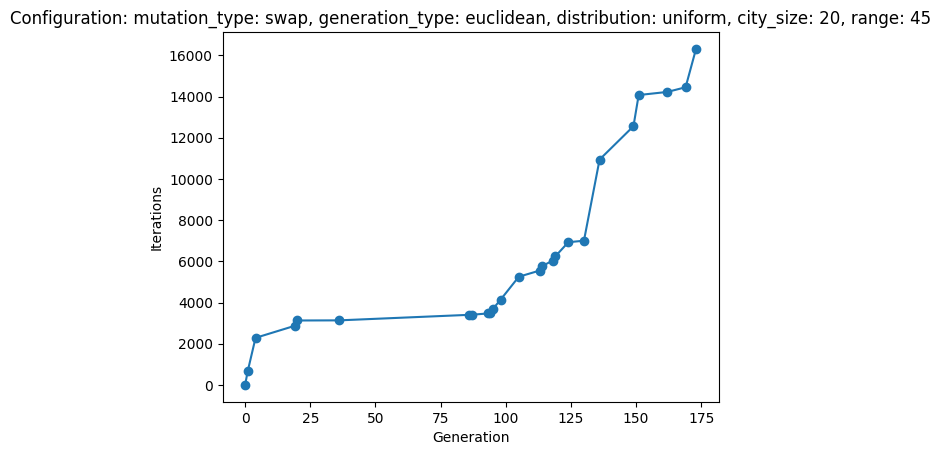 Configuration: mutation_type: swap, generation_type: euclidean, distribution: uniform, city_size: 20, range: 45
16000
14000
12000
10000
8000
6000
4000
2000
0
Iterations
0 25 50 75 100 125 150 175
Generation